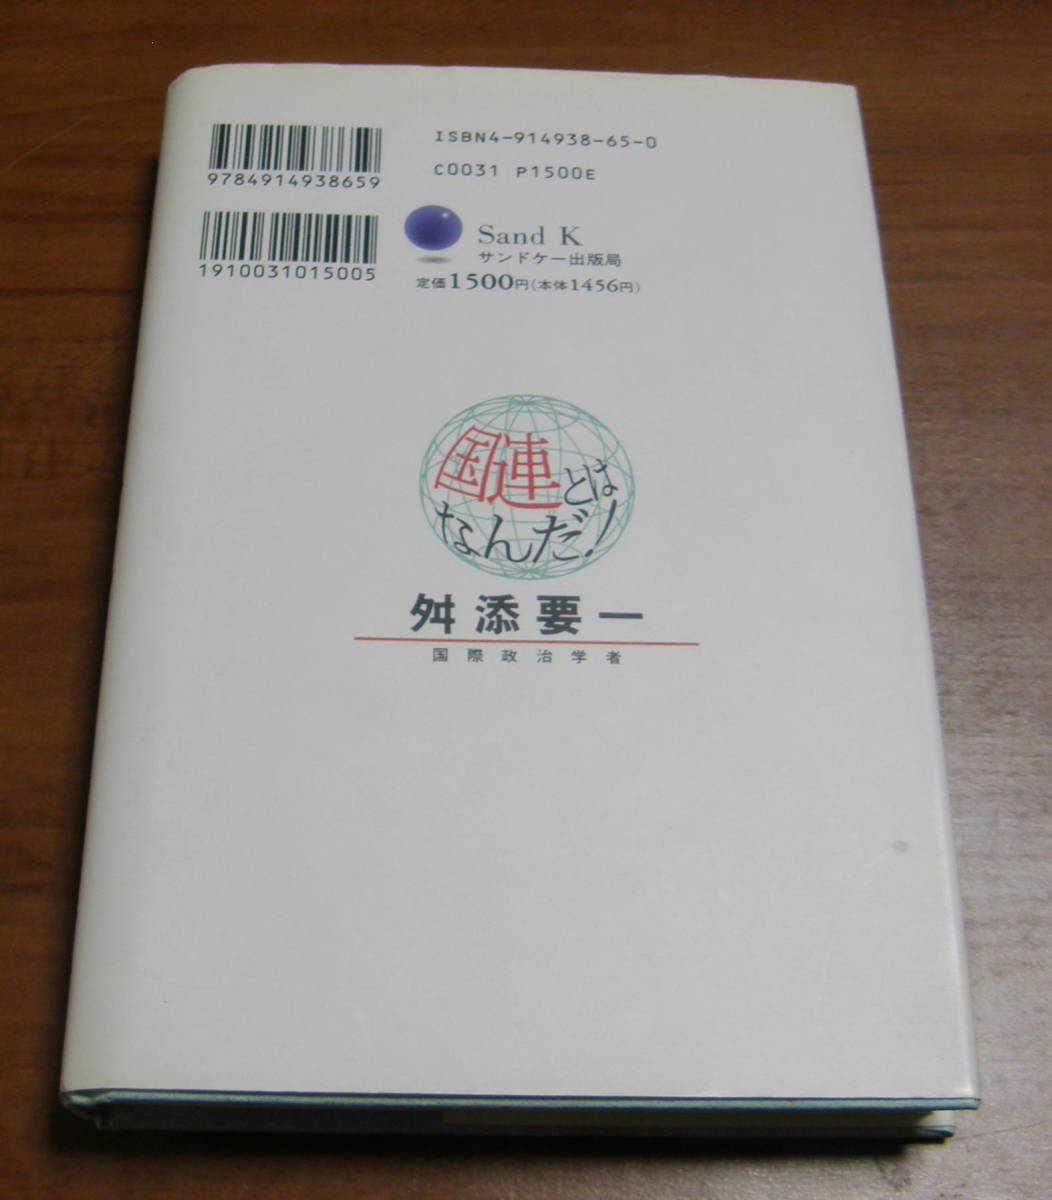 ISBN4-914938-65-0
9784914938659
C0031 P1500E
1910031015005
Sand K
サンドケー出版局
定価1500円(本体1456円)
国連とは
なんだ!
舛添要一
国際政治学者